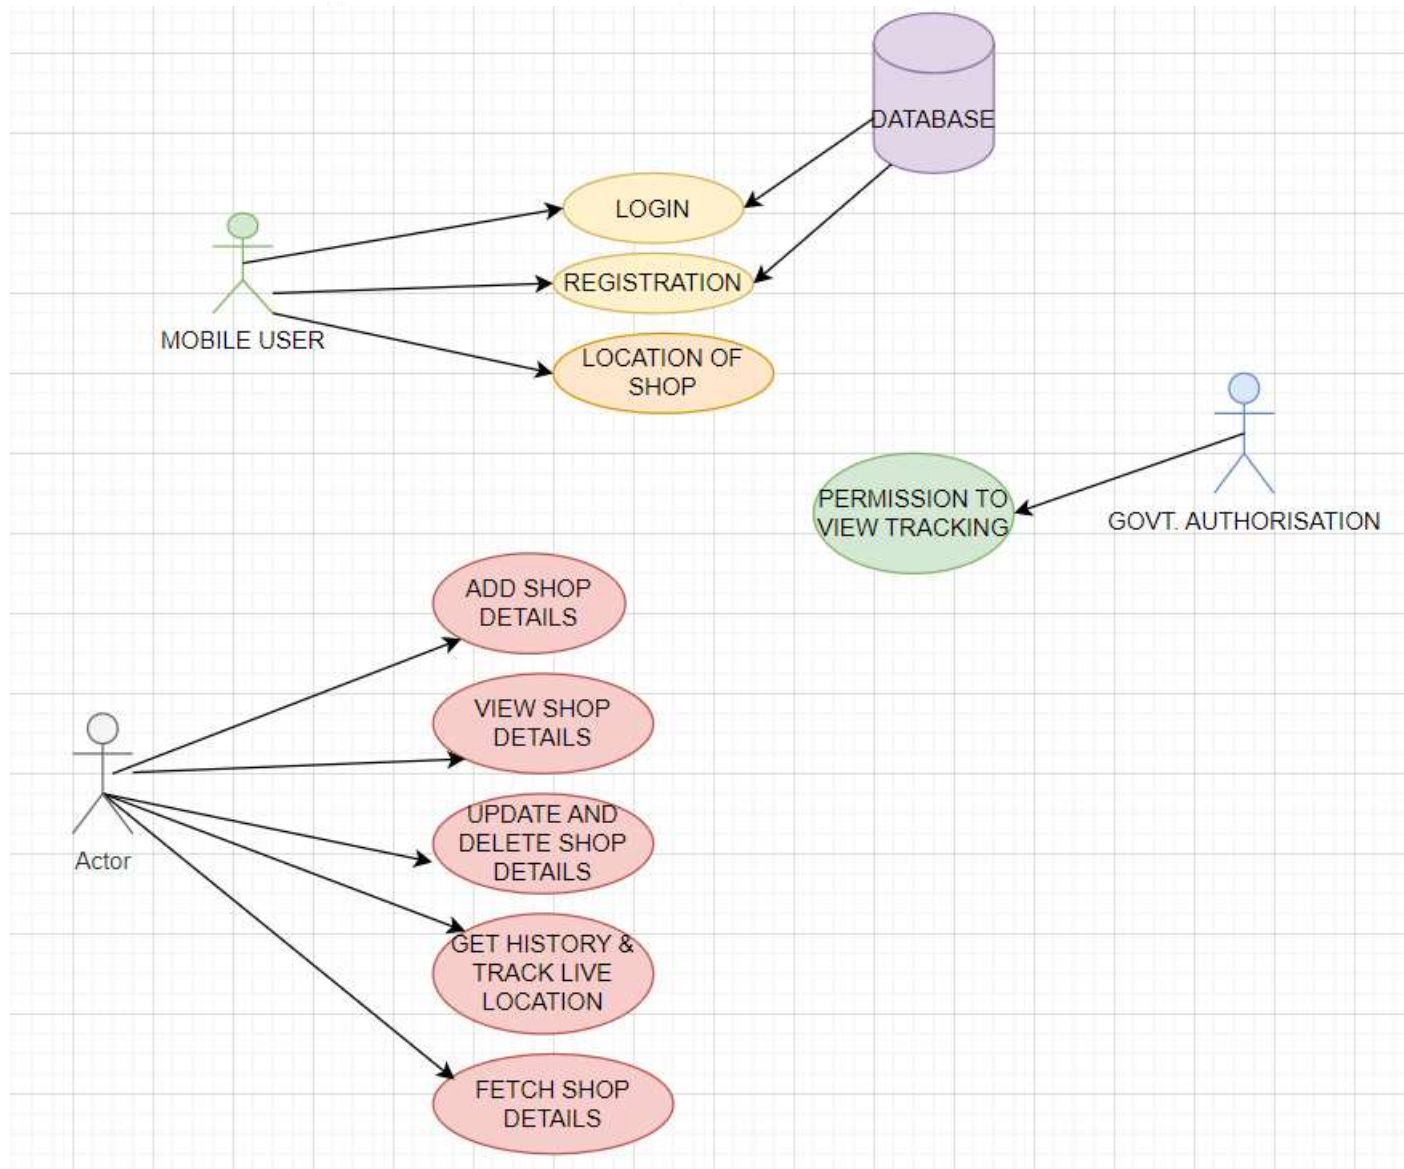 DATABASE
LOGIN
REGISTRATION
MOBILE USER
LOCATION OF
SHOP
PERMISSION TO
VIEW TRACKING
GOVT. AUTHORISATION
ADD SHOP
DETAILS
VIEW SHOP
DETAILS
UPDATE AND
DELETE SHOP
DETAILS
Actor
GET HISTORY &
TRACK LIVE
LOCATION
FETCH SHOP
DETAILS